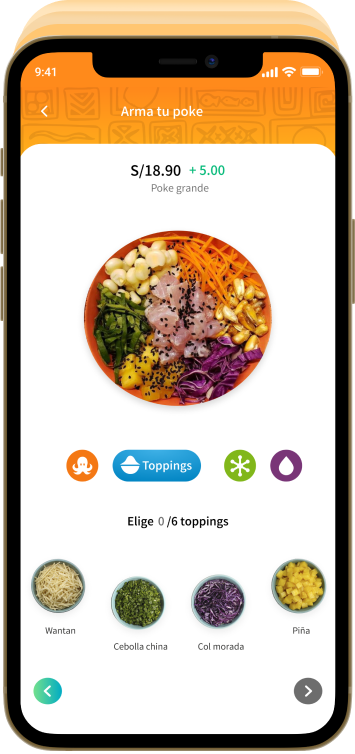 9:41
Arma tu poke
S/18.90 + 5.00
Poke grande
Toppings
Elige 0 /6 toppings
Wantan
Cebolla china
Col morada
Piña